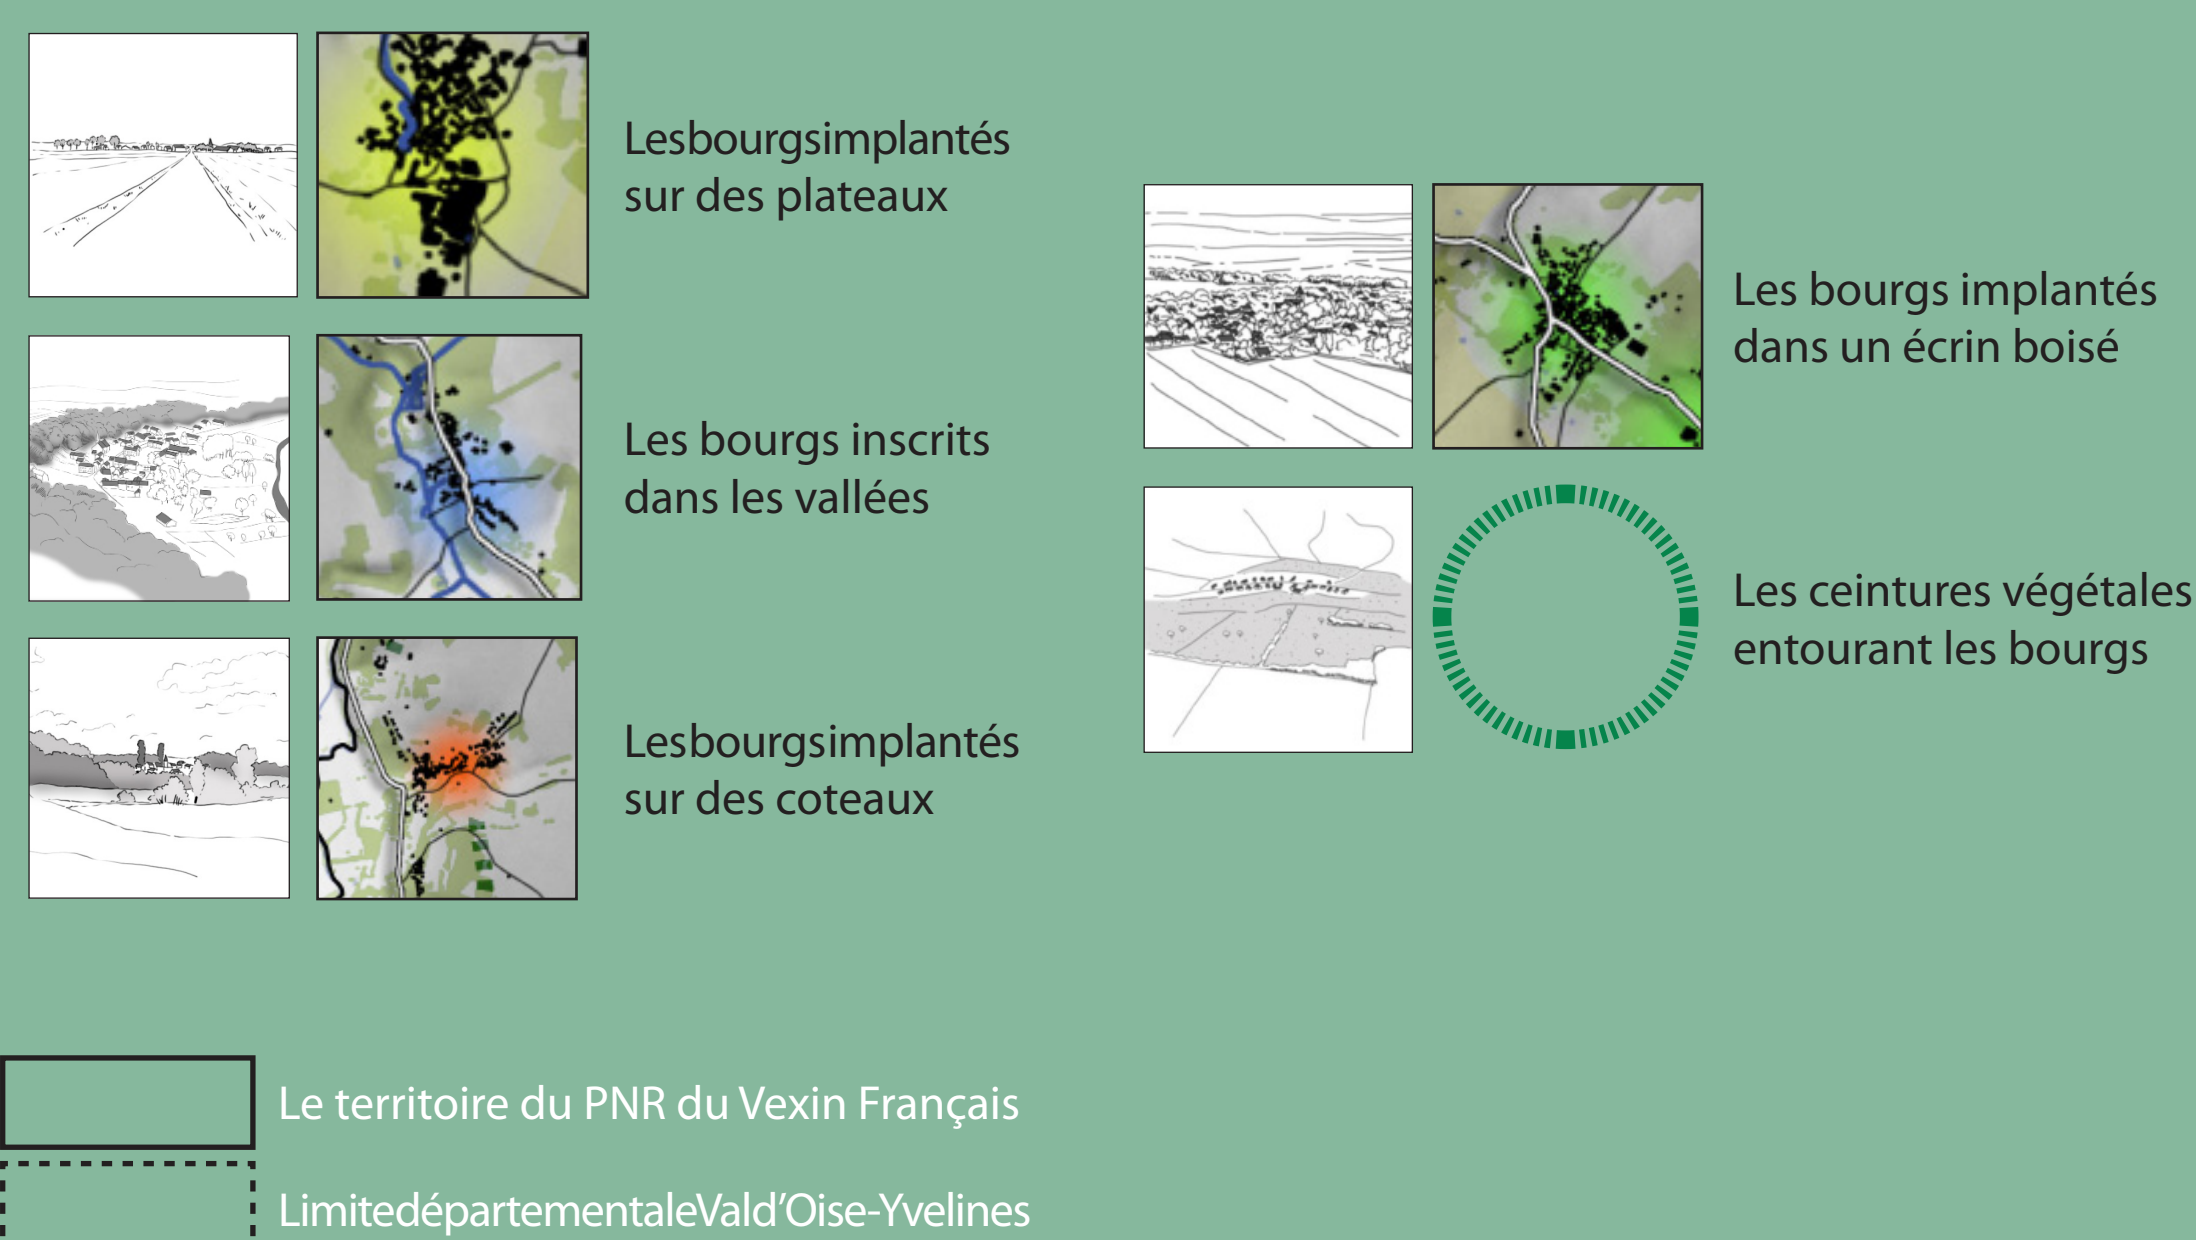 Lesbourgsimplantés
sur des plateaux
Les bourgs inscrits
dans les vallées
Lesbourgsimplantés
sur des coteaux
Les bourgs implantés
dans un écrin boisé
Les ceintures végétales
entourant les bourgs
Le territoire du PNR du Vexin Français
LimitedépartementaleVald’Oise-Yvelines